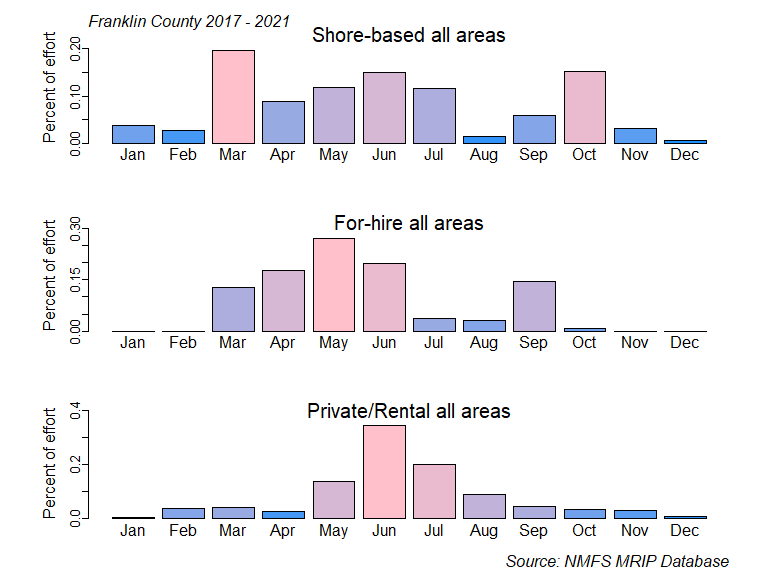 Franklin County 2017 - 2021
Shore-based all areas
Percent of effort
0.20
0.10
0.00
Jan Feb Mar Apr May Jun Jul Aug Sep Oct Nov Dec
For-hire all areas
Percent of effort
0.30
0.15
0.00
Jan Feb Mar Apr May Jun Jul Aug Sep Oct Nov Dec
Private/Rental all areas
Percent of effort
0.4
0.2
0.0
Jan Feb Mar Apr May Jun Jul Aug Sep Oct Nov Dec
Source: NMFS MRIP Database